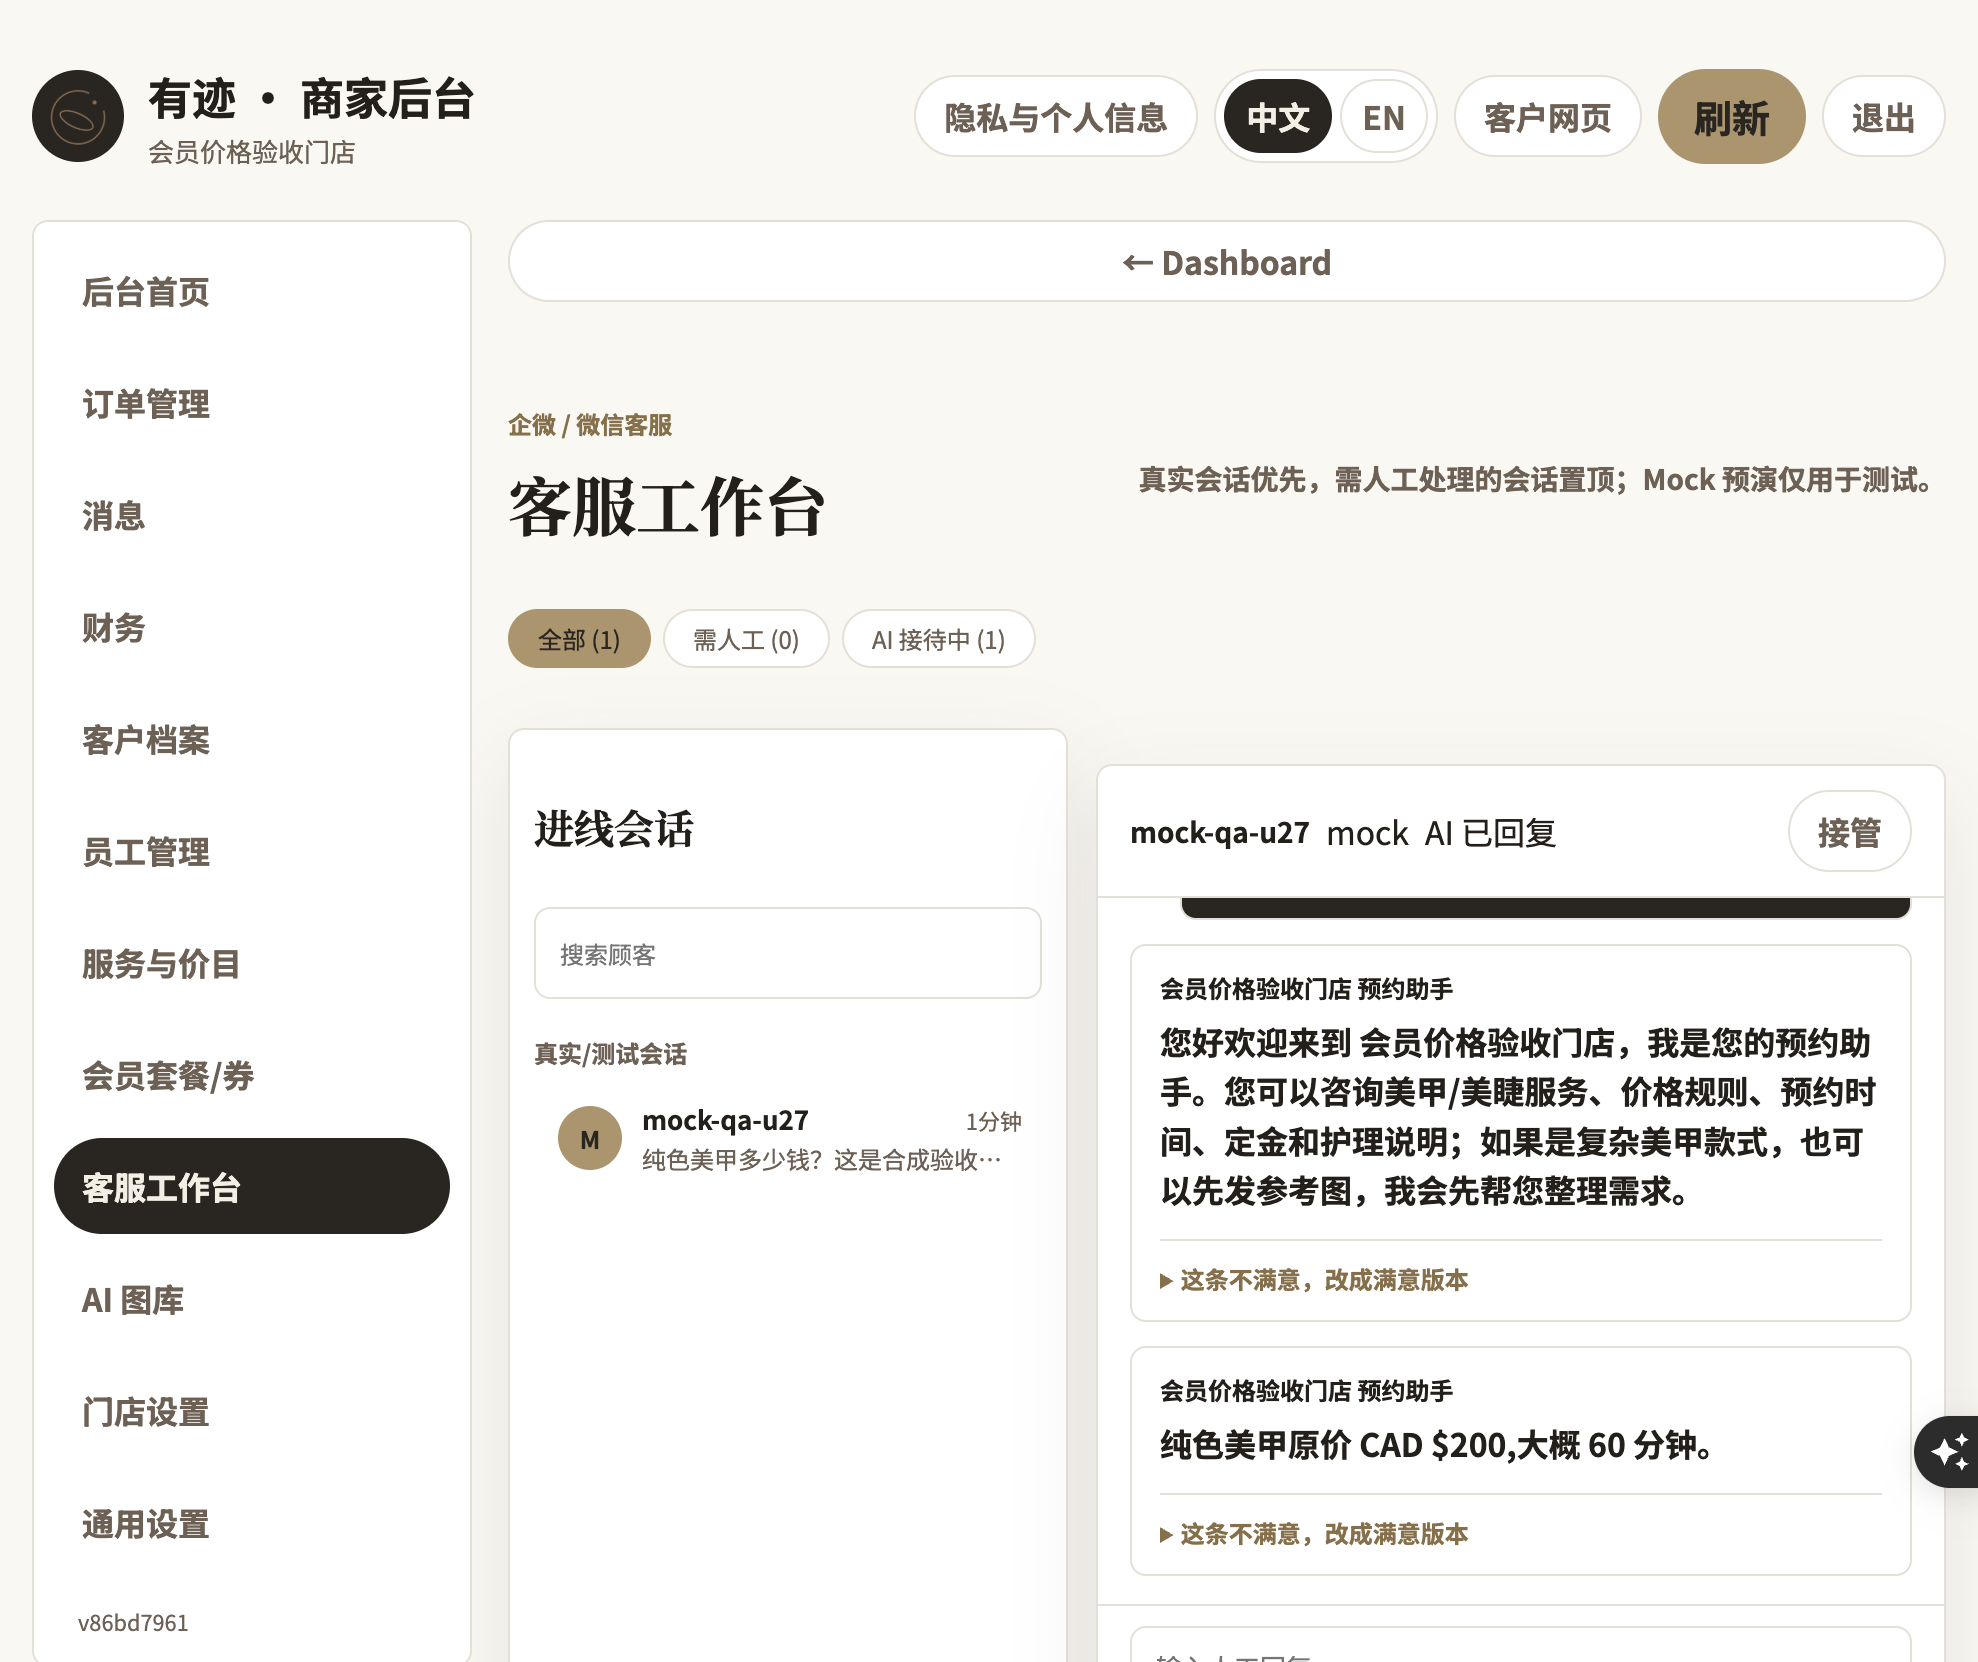 有迹 · 商家后台
会员价格验收门店
隐私与个人信息
中文
EN
客户网页
刷新
退出
后台首页
订单管理
消息
财务
客户档案
员工管理
服务与价目
会员套餐/券
客服工作台
AI 图库
门店设置
通用设置
v86bd7961
← Dashboard
企微 / 微信客服
客服工作台
真实会话优先，需人工处理的会话置顶；Mock 预演仅用于测试。
全部 (1)
需人工 (0)
AI 接待中 (1)
进线会话
搜索顾客
真实/测试会话
M
mock-qa-u27
1分钟
纯色美甲多少钱？这是合成验收…
mock-qa-u27 mock AI 已回复
接管
会员价格验收门店 预约助手
您好欢迎来到 会员价格验收门店，我是您的预约助
手。您可以咨询美甲/美睫服务、价格规则、预约时
间、定金和护理说明；如果是复杂美甲款式，也可
以先发参考图，我会先帮您整理需求。
▸ 这条不满意，改成满意版本
会员价格验收门店 预约助手
纯色美甲原价 CAD $200,大概 60 分钟。
▸ 这条不满意，改成满意版本